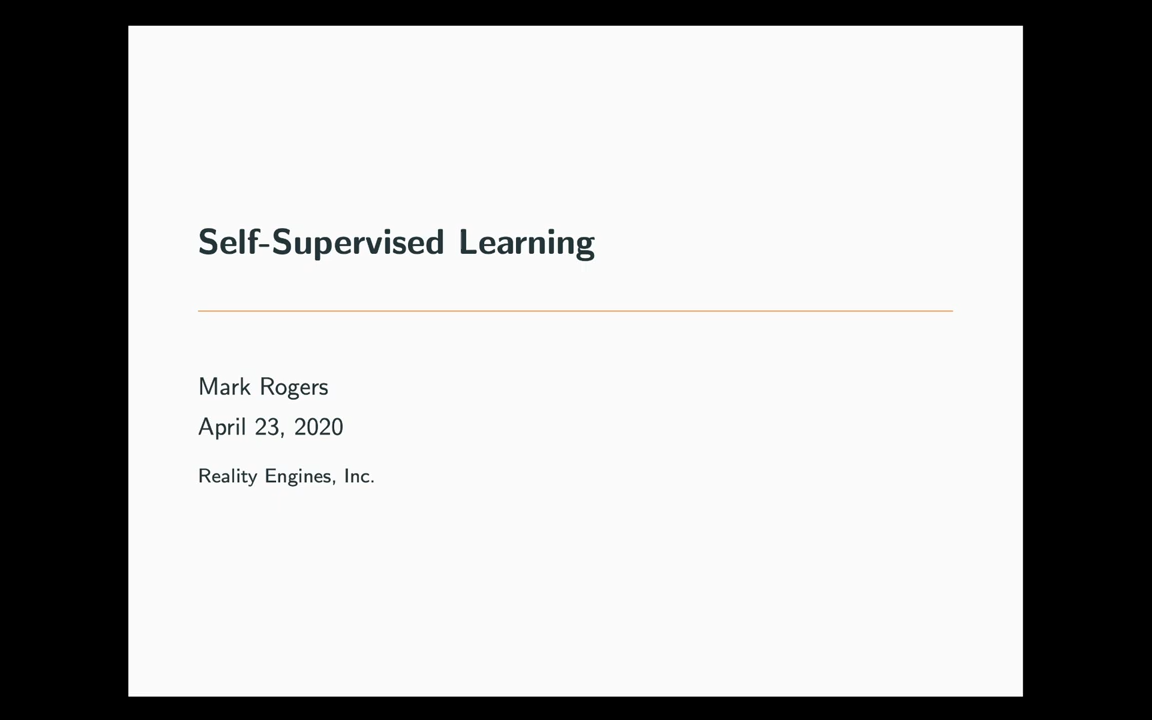 Self-Supervised Learning
Mark Rogers
April 23, 2020
Reality Engines, Inc.